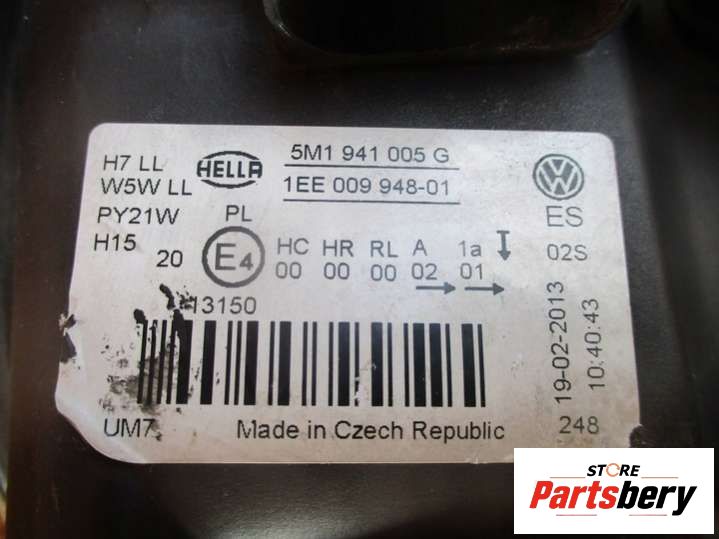 H7 LL
W5W LL
PY21W
H15
HELLA
5M1 941 005 G
1EE 009 948-01
VW
ES
PL
20
E4
HC HR RL A 1a
00 00 00 02 01
02S
13150
19-02-2013
10:40:43
UM7
Made in Czech Republic
248
STORE
Partsbery